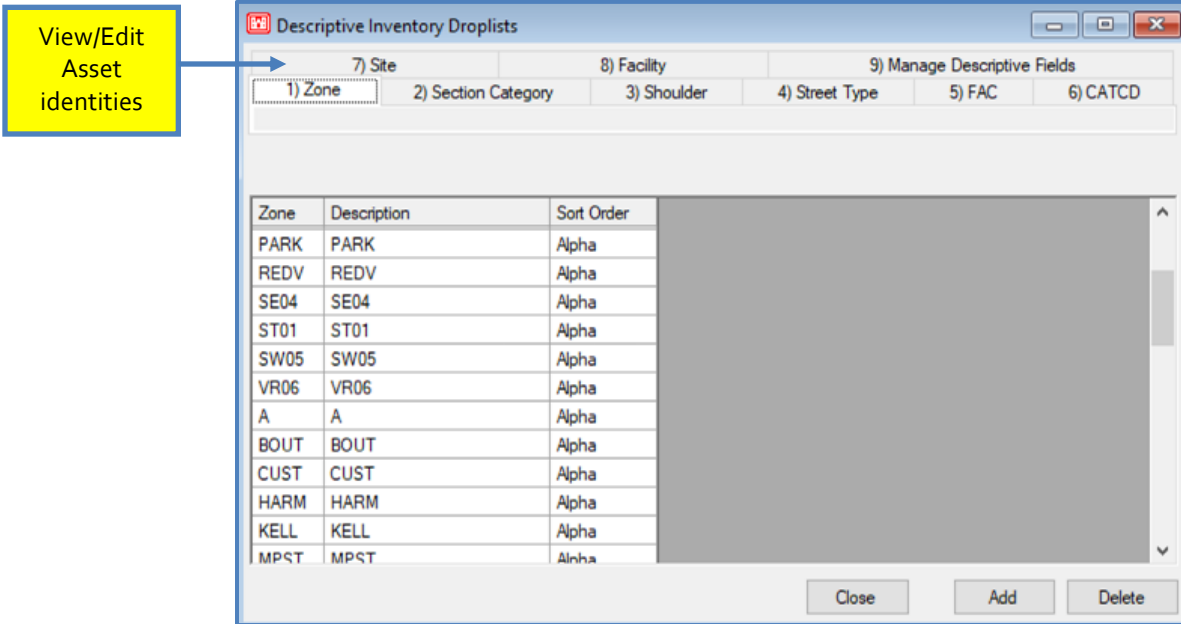 View/Edit
Asset
identities
Descriptive Inventory Droplists
7) Site 8) Facility 9) Manage Descriptive Fields
1) Zone 2) Section Category 3) Shoulder 4) Street Type 5) FAC 6) CATCD
Zone Description Sort Order
PARK PARK Alpha
REDV REDV Alpha
SE04 SE04 Alpha
ST01 ST01 Alpha
SW05 SW05 Alpha
VR06 VR06 Alpha
A A Alpha
BOUT BOUT Alpha
CUST CUST Alpha
HARM HARM Alpha
KELL KELL Alpha
MPST MPST Alpha
Close Add Delete